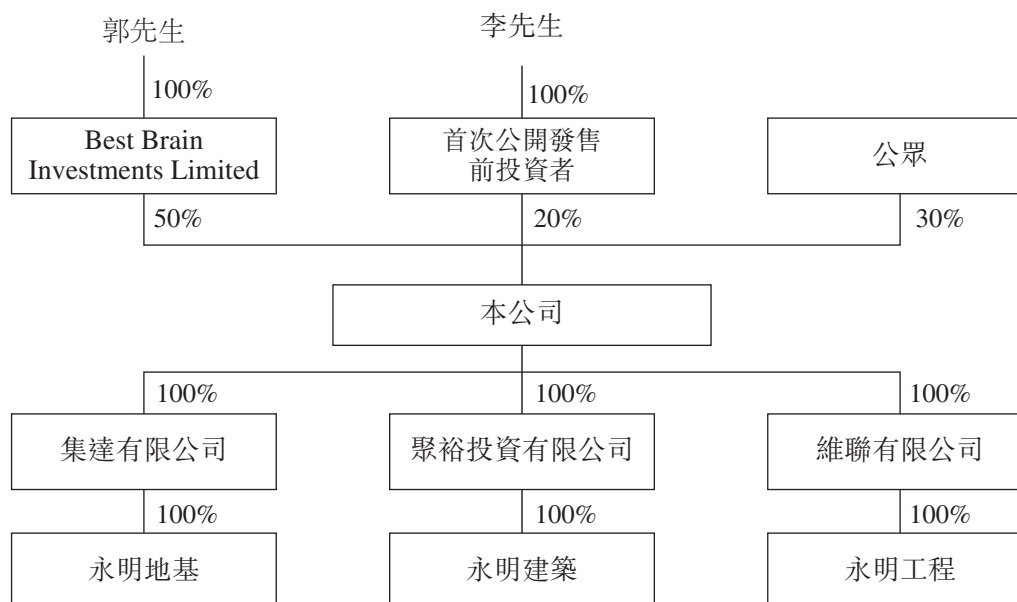 郭先生
李先生
100%
100%
Best Brain
Investments Limited
首次公開發售
前投資者
公眾
50%
20%
30%
本公司
100%
100%
100%
集達有限公司
聚裕投資有限公司
維聯有限公司
100%
100%
100%
永明地基
永明建築
永明工程